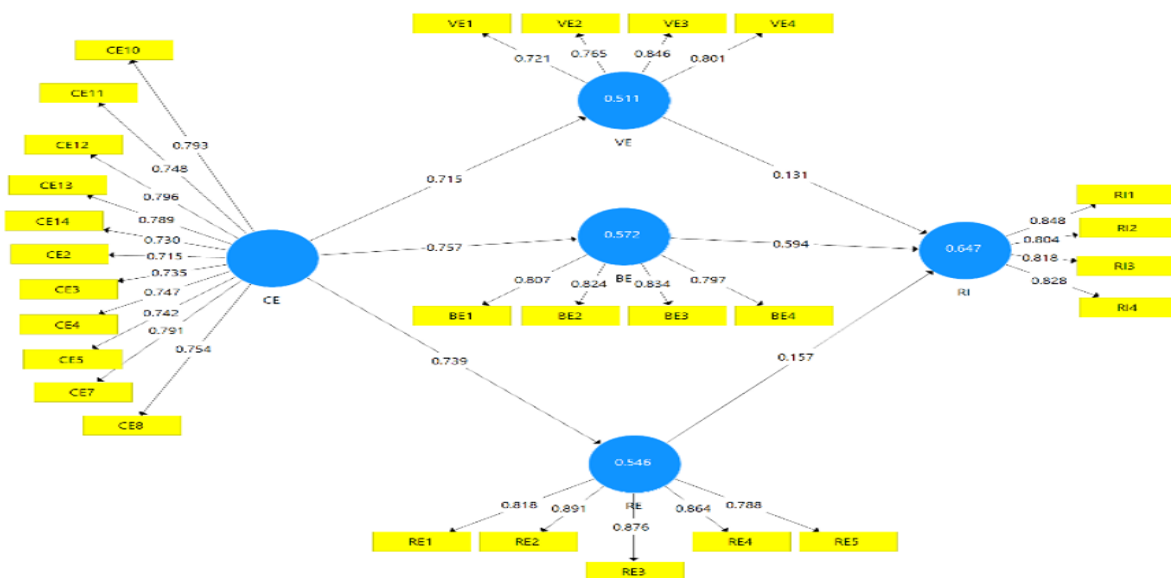 VE1
VE2
VE3
VE4
0.721
0.765
0.846
0.801
0.511
VE
CE10
CE11
CE12
CE13
CE14
CE2
CE3
CE4
CE5
CE7
CE8
0.793
0.748
0.796
0.789
0.730
0.715
0.735
0.747
0.742
0.791
0.754
CE
0.715
0.757
0.739
0.572
BE
0.807
0.824
0.834
0.797
BE1
BE2
BE3
BE4
0.131
0.594
0.157
0.647
RI
0.848
0.804
0.818
0.828
RI1
RI2
RI3
RI4
0.546
RE
0.818
0.891
0.876
0.864
0.788
RE1
RE2
RE3
RE4
RE5